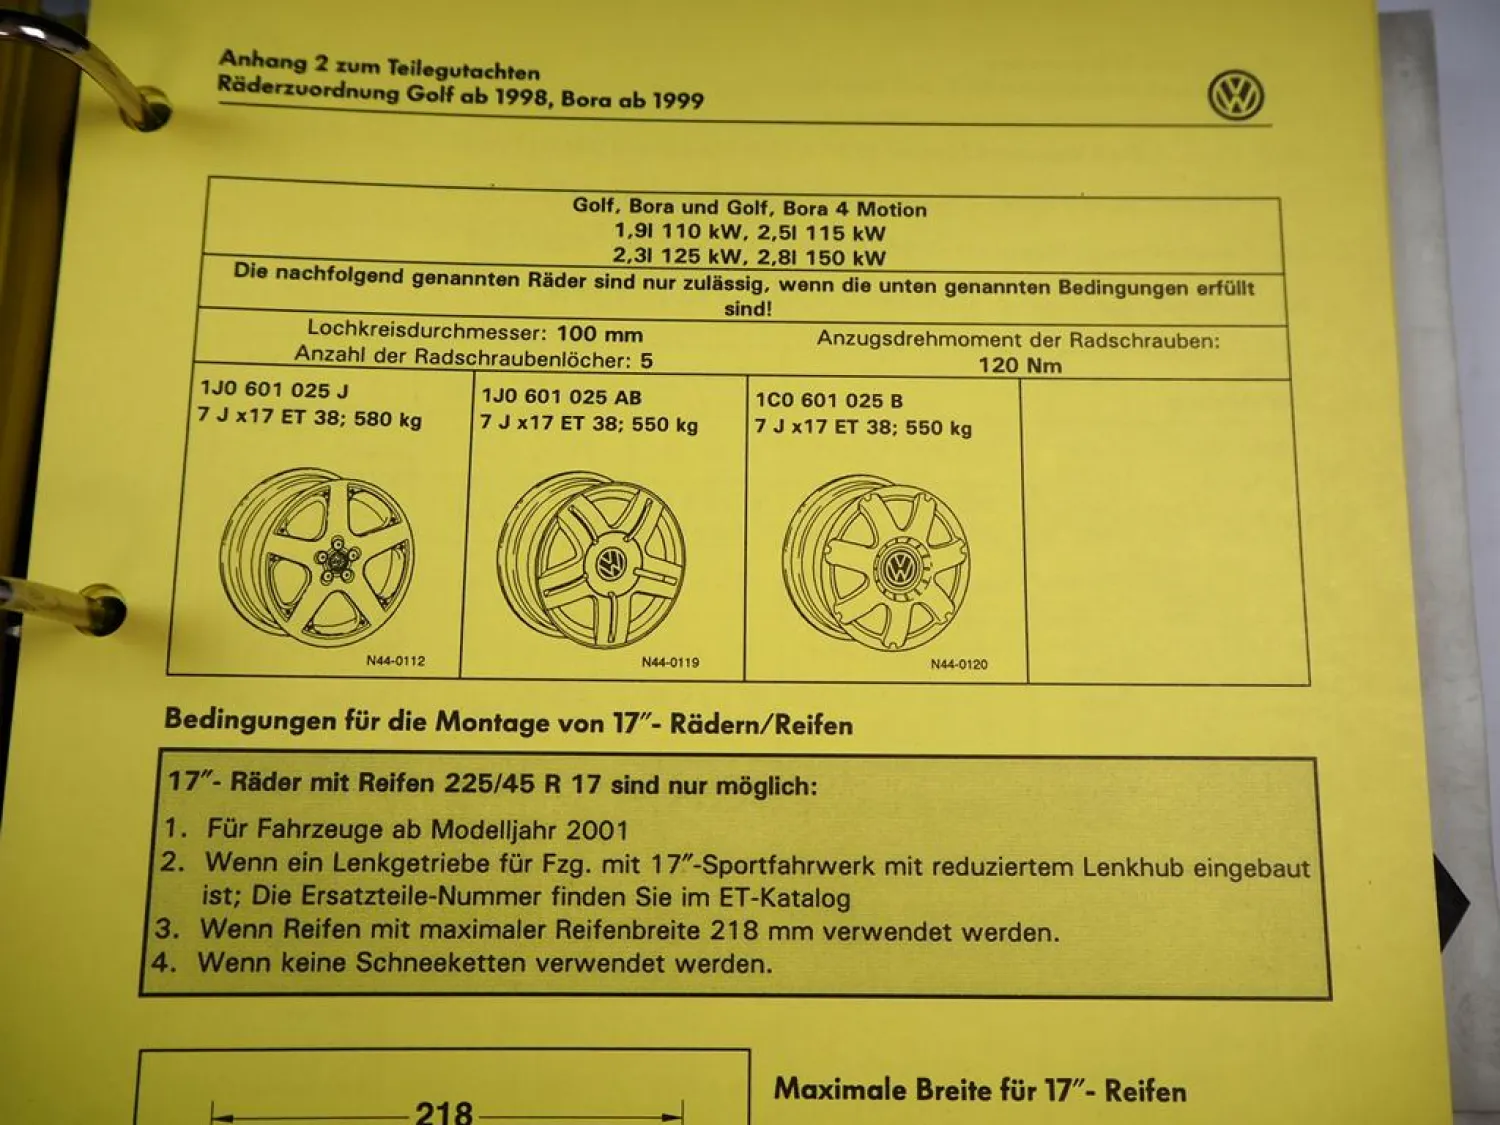 Anhang 2 zum Teilegutachten
Räderzuordnung Golf ab 1998, Bora ab 1999
Golf, Bora und Golf, Bora 4 Motion
1,9l 110 kW, 2,5l 115 kW
2,3l 125 kW, 2,8l 150 kW
Die nachfolgend genannten Räder sind nur zulässig, wenn die unten genannten Bedingungen erfüllt
sind!
Lochkreisdurchmesser: 100 mm
Anzahl der Radschraubenlöcher: 5
Anzugsdrehmoment der Radschrauben:
120 Nm
1J0 601 025 J
7 J x17 ET 38; 580 kg
N44-0112
1J0 601 025 AB
7 J x17 ET 38; 550 kg
N44-0119
1C0 601 025 B
7 J x17 ET 38; 550 kg
N44-0120
Bedingungen für die Montage von 17″- Rädern/Reifen
17″- Räder mit Reifen 225/45 R 17 sind nur möglich:
1. Für Fahrzeuge ab Modelljahr 2001
2. Wenn ein Lenkgetriebe für Fzg. mit 17″-Sportfahrwerk mit reduziertem Lenkhub eingebaut
ist; Die Ersatzteile-Nummer finden Sie im ET-Katalog
3. Wenn Reifen mit maximaler Reifenbreite 218 mm verwendet werden.
4. Wenn keine Schneeketten verwendet werden.
218
Maximale Breite für 17″- Reifen